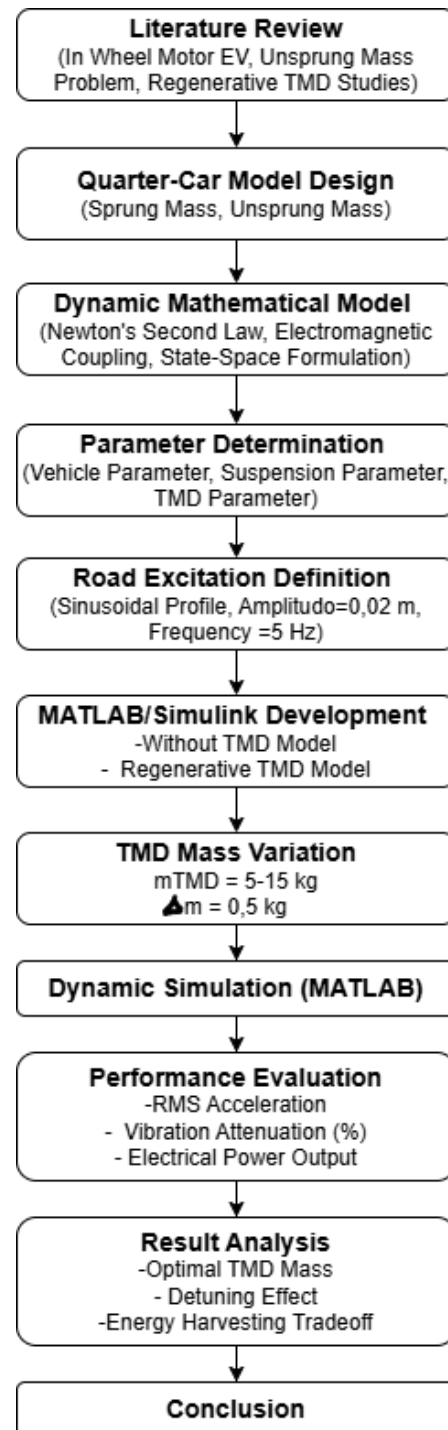 Literature Review
(In Wheel Motor EV, Unsprung Mass
Problem, Regenerative TMD Studies)
Quarter-Car Model Design
(Sprung Mass, Unsprung Mass)
Dynamic Mathematical Model
(Newton's Second Law, Electromagnetic
Coupling, State-Space Formulation)
Parameter Determination
(Vehicle Parameter, Suspension Parameter,
TMD Parameter)
Road Excitation Definition
(Sinusoidal Profile, Amplitudo=0,02 m,
Frequency =5 Hz)
MATLAB/Simulink Development
-Without TMD Model
- Regenerative TMD Model
TMD Mass Variation
mTMD = 5-15 kg
Δm = 0,5 kg
Dynamic Simulation (MATLAB)
Performance Evaluation
-RMS Acceleration
- Vibration Attenuation (%)
- Electrical Power Output
Result Analysis
-Optimal TMD Mass
- Detuning Effect
-Energy Harvesting Tradeoff
Conclusion